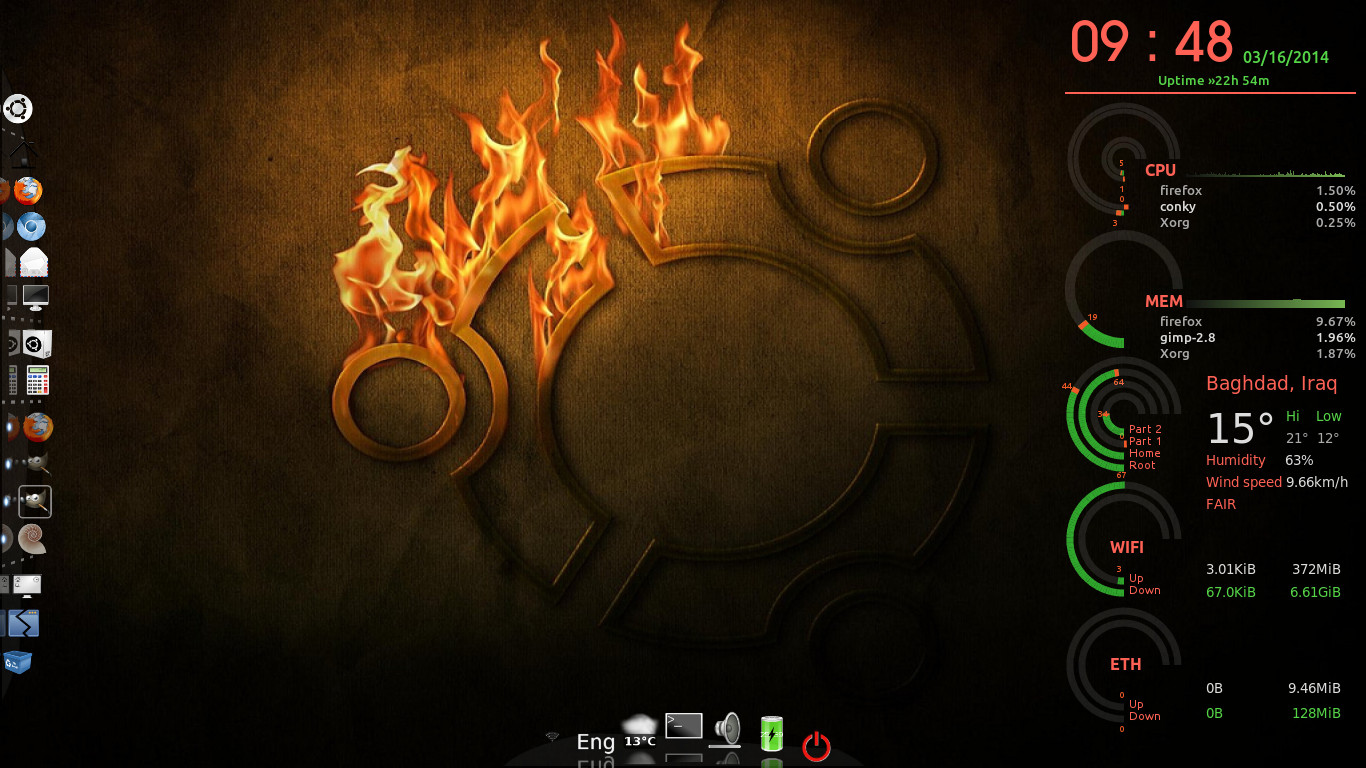 09 : 48 03/16/2014
Uptime »22h 54m
5
CPU
1
0
3
firefox 1.50%
conky 0.50%
Xorg 0.25%
MEM
19
firefox 9.67%
gimp-2.8 1.96%
Xorg 1.87%
44
64
Part 2
Part 1
Home
Root
67
Baghdad, Iraq
15° Hi Low
21° 12°
Humidity 63%
Wind speed 9.66km/h
FAIR
WIFI
3
Up
Down
3.01KiB 372MiB
67.0KiB 6.61GiB
ETH
0
Up
Down
0
0B 9.46MiB
0B 128MiB
Eng
13°C
>_